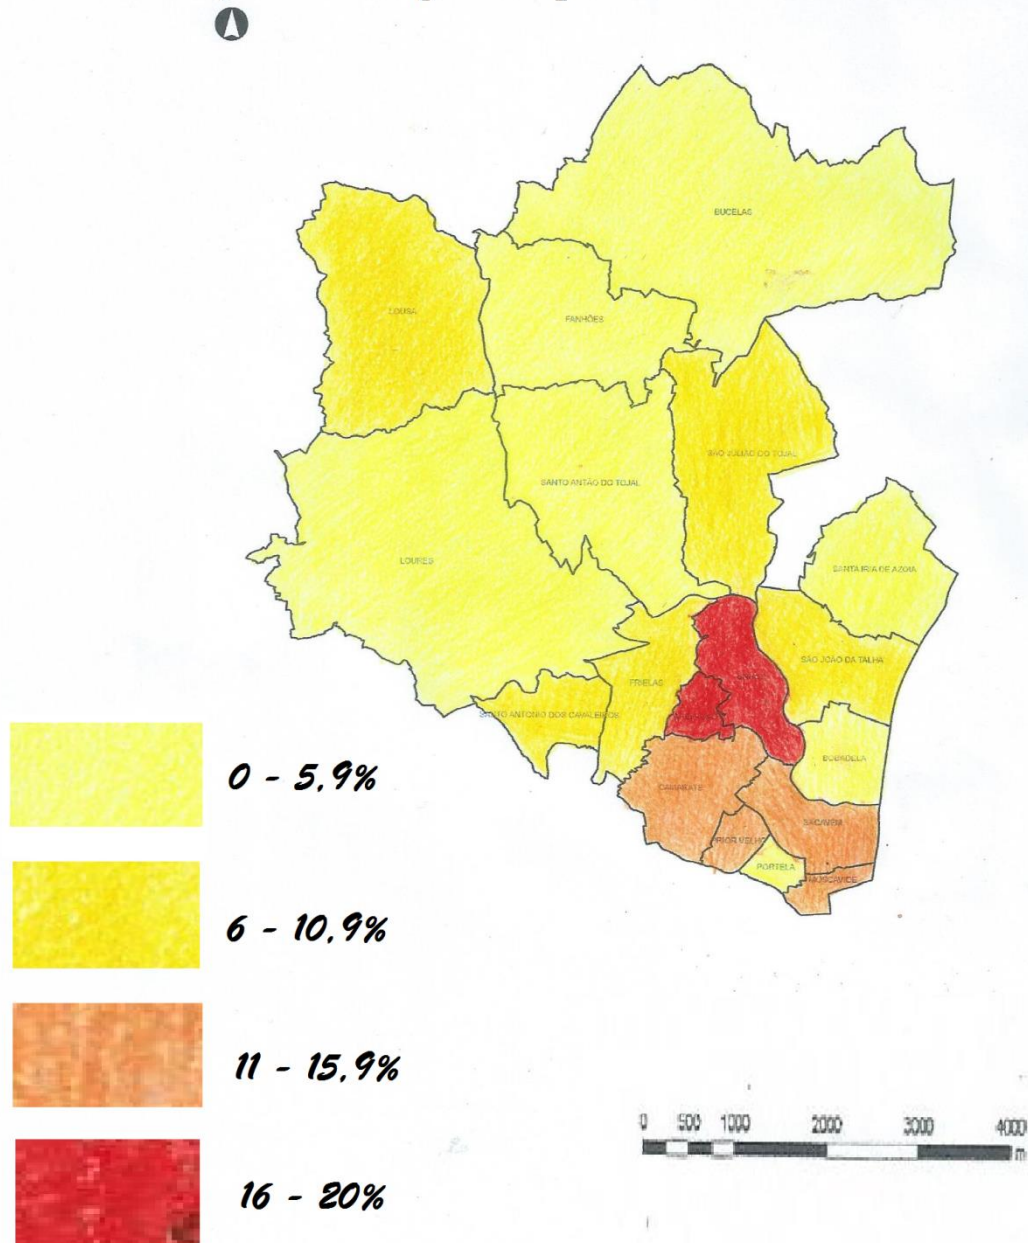 BUCELAS
LOUSA
FANHÕES
SÃO JULIÃO DO TOJAL
SANTO ANTÃO DO TOJAL
LOURES
SANTA IRIA DE AZOIA
SÃO JOÃO DA TALHA
FRIELAS
SANTO ANTONIO DOS CAVALEIROS
BOBADELA
CAMARATE
SACAVÉM
PRIOR VELHO
PORTELA
MOSCAVIDE
0 - 5,9%
6 - 10,9%
11 - 15,9%
16 - 20%
0 500 1000 2000 3000 4000
m